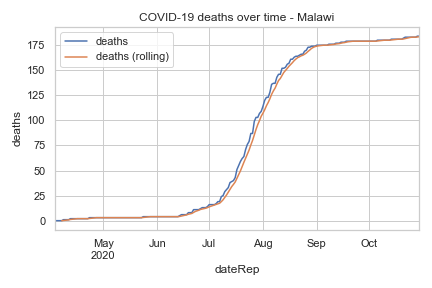 COVID-19 deaths over time - Malawi
deaths
deaths (rolling)
deaths
175
150
125
100
75
50
25
0
May Jun Jul Aug Sep Oct
2020
dateRep